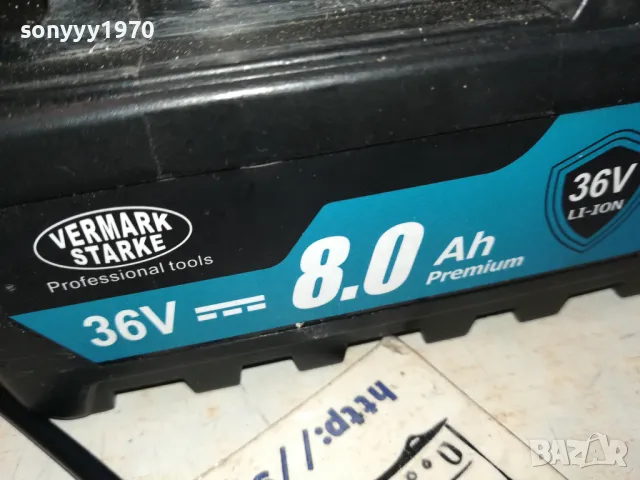 sonyyy1970
VERMARK
STARKE
Professional tools
36V
8.0 Ah
Premium
36V
LI-ION
http://
BAZAR